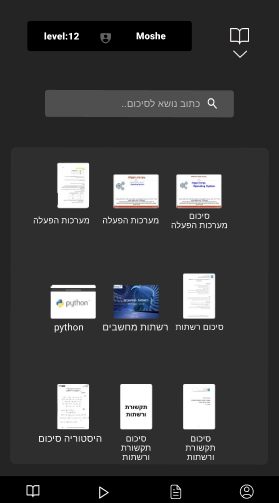 level:12
Moshe
כתוב נושא לסיכום..
סיכום
מערכות הפעלה
מערכות הפעלה
מערכות הפעלה
סיכום רשתות
רשתות מחשבים
python
python
סיכום
תקשורת
ורשתות
תקשורת
ורשתות
סיכום
תקשורת
ורשתות
היסטוריה סיכום